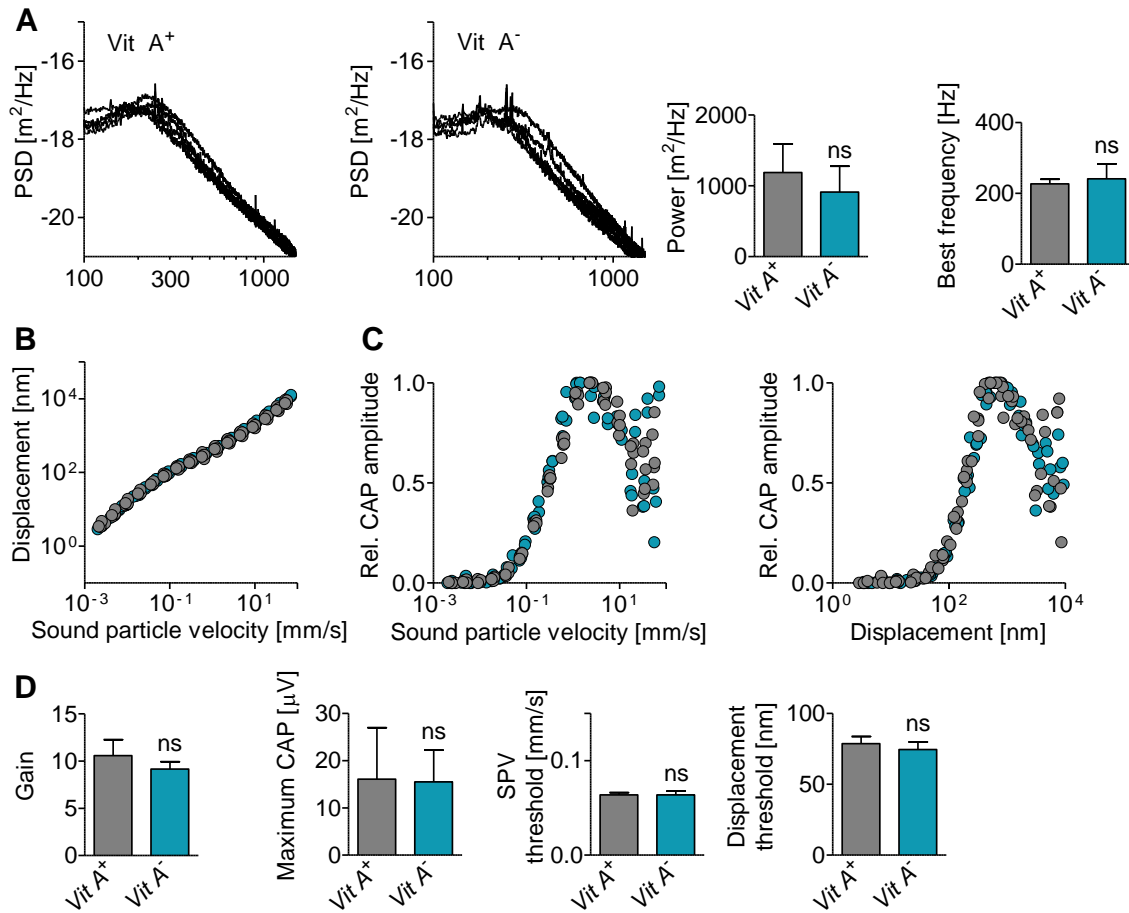 A
Vit A⁺
PSD [m²/Hz]
-16
-18
-20
100
300
1000
Vit A⁻
PSD [m²/Hz]
-16
-18
-20
100
1000
Power [m²/Hz]
2000
1000
0
ns
Vit A⁺
Vit A⁻
Best frequency [Hz]
400
200
0
ns
Vit A⁺
Vit A⁻
B
Displacement [nm]
10⁴
10²
10⁰
10⁻³
10⁻¹
10¹
Sound particle velocity [mm/s]
C
Rel. CAP amplitude
1.0
0.5
0.0
10⁻³
10⁻¹
10¹
Sound particle velocity [mm/s]
Rel. CAP amplitude
1.0
0.5
0.0
10⁰
10²
10⁴
Displacement [nm]
D
Gain
15
10
5
0
ns
Vit A⁺
Vit A⁻
Maximum CAP [µV]
30
20
10
0
ns
Vit A⁺
Vit A⁻
SPV
threshold [mm/s]
0.1
0.0
ns
Vit A⁺
Vit A⁻
Displacement
threshold [nm]
100
50
0
ns
Vit A⁺
Vit A⁻